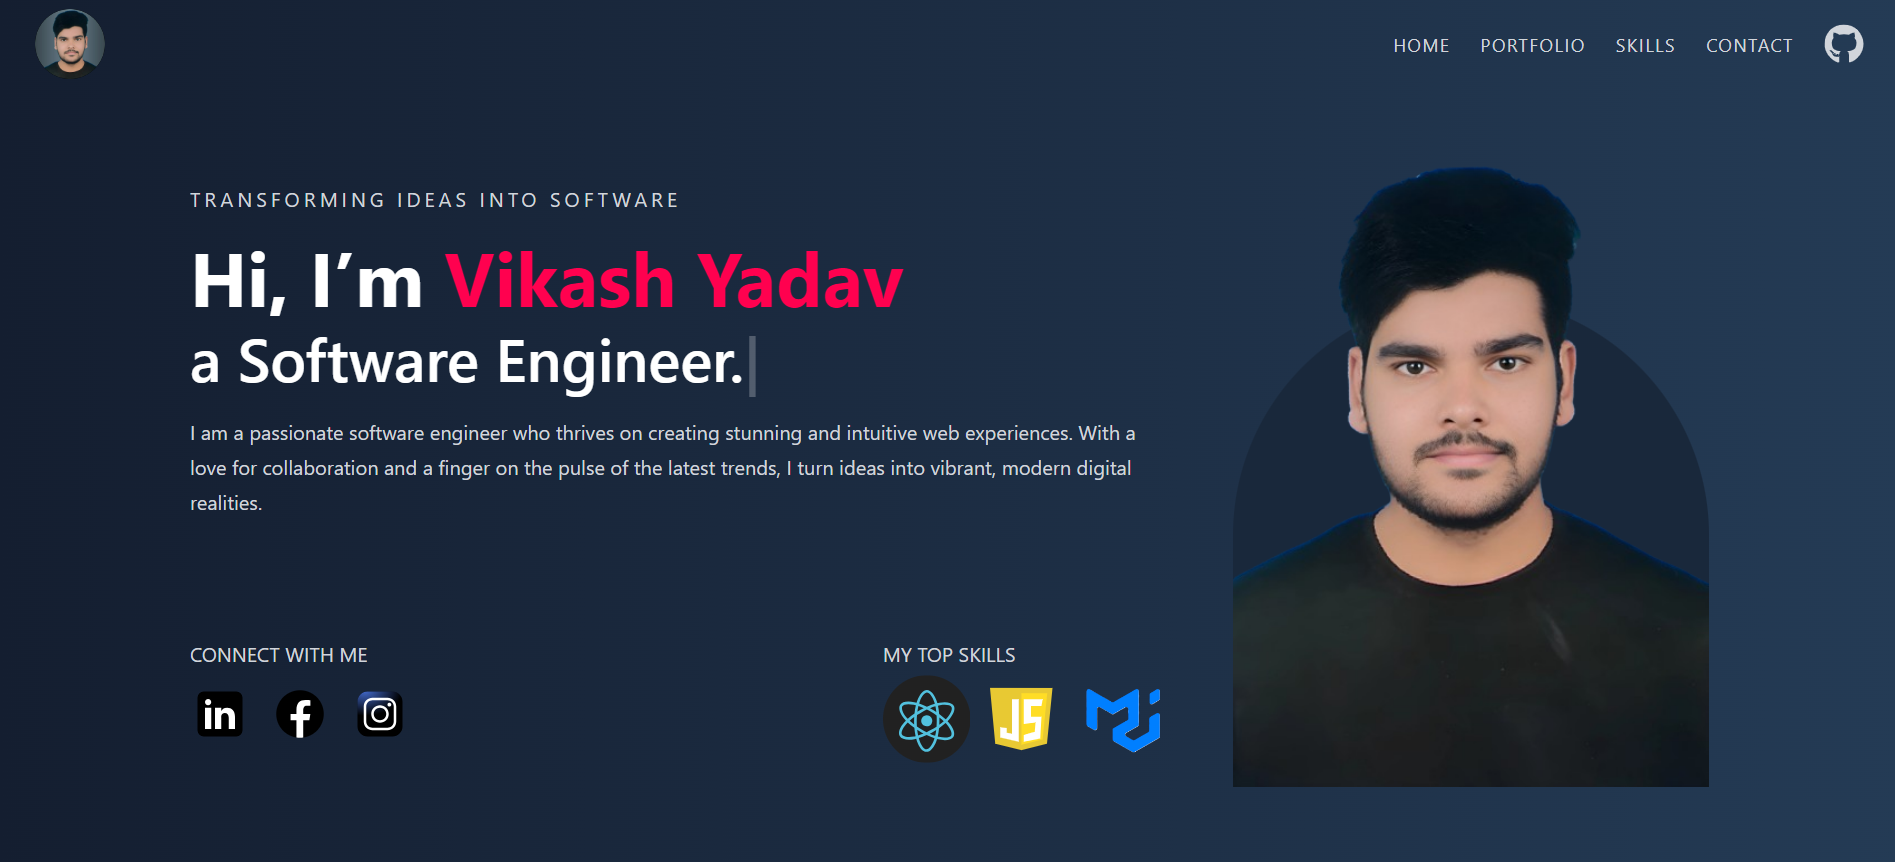 HOME PORTFOLIO SKILLS CONTACT
TRANSFORMING IDEAS INTO SOFTWARE
Hi, I’m Vikash Yadav
a Software Engineer.
I am a passionate software engineer who thrives on creating stunning and intuitive web experiences. With a
love for collaboration and a finger on the pulse of the latest trends, I turn ideas into vibrant, modern digital
realities.
CONNECT WITH ME
MY TOP SKILLS
in
f
JS